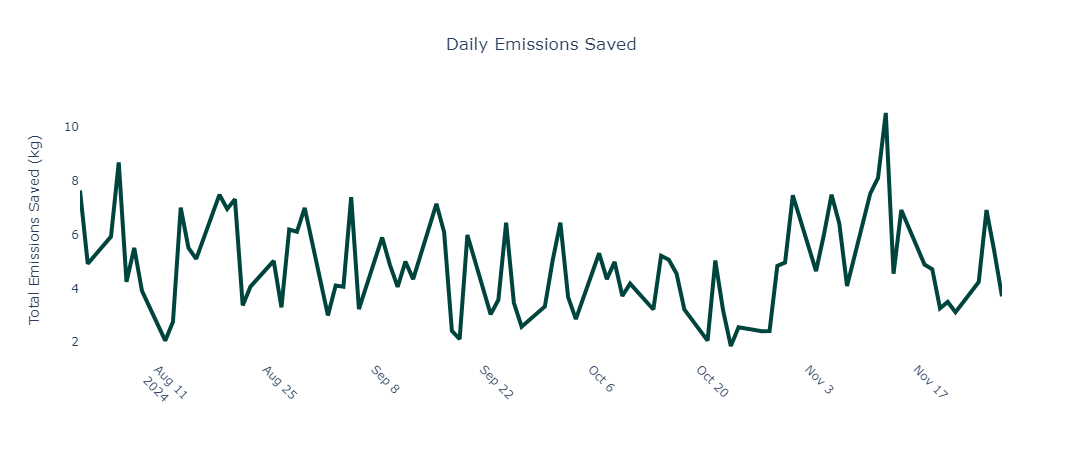 Daily Emissions Saved
Total Emissions Saved (kg)
10
8
6
4
2
Aug 11
2024
Aug 25
Sep 8
Sep 22
Oct 6
Oct 20
Nov 3
Nov 17